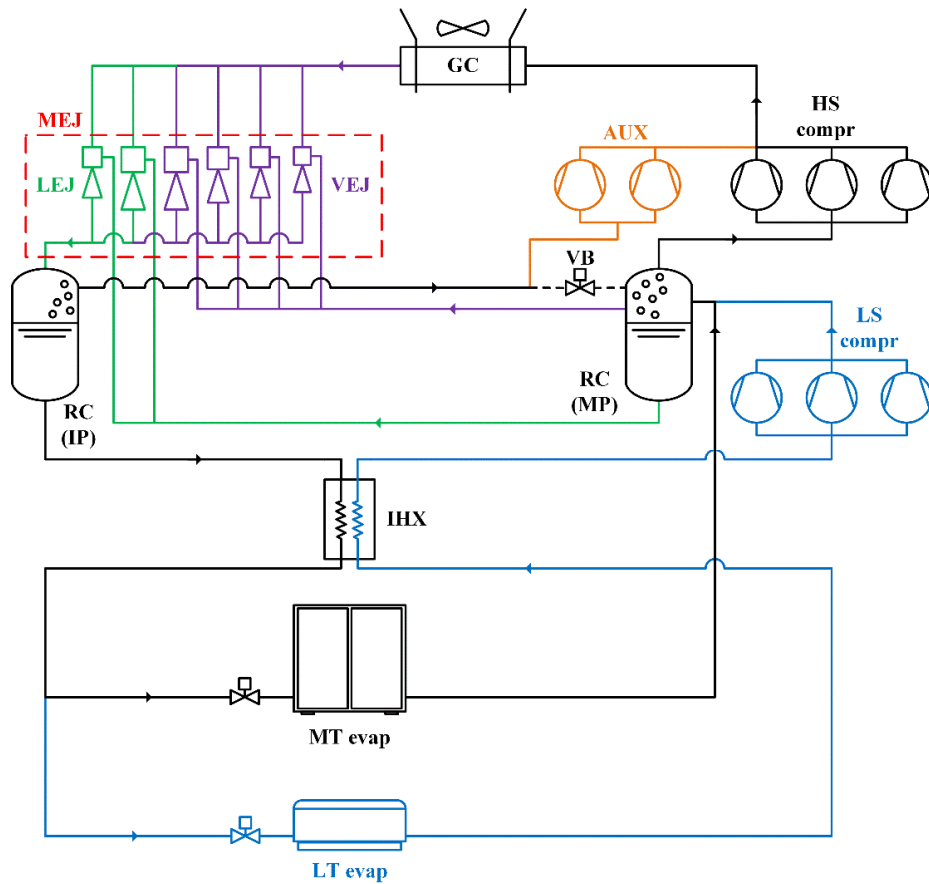 GC
HS
compr
MEJ
AUX
LEJ
VEJ
VB
LS
compr
RC
(IP)
RC
(MP)
IHX
MT evap
LT evap